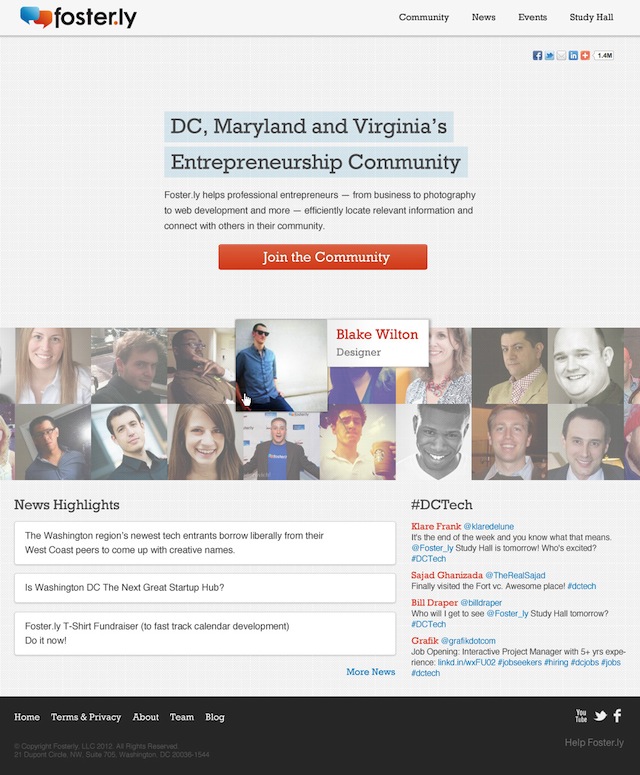 foster.ly
Community News Events Study Hall
1.4M
DC, Maryland and Virginia's
Entrepreneurship Community
Foster.ly helps professional entrepreneurs — from business to photography
to web development and more — efficiently locate relevant information and
connect with others in their community.
Join the Community
Blake Wilton
Designer
News Highlights
The Washington region's newest tech entrants borrow liberally from their
West Coast peers to come up with creative names.
Is Washington DC The Next Great Startup Hub?
Foster.ly T-Shirt Fundraiser (to fast track calendar development)
Do it now!
More News
#DCTech
Klare Frank @klaredelune
It's the end of the week and you know what that means.
@Foster_ly Study Hall is tomorrow! Who's excited?
#DCTech
Sajad Ghanizada @TheRealSajad
Finally visited the Fort vc. Awesome place! #dctech
Bill Draper @billdraper
Who will I get to see @Foster_ly Study Hall tomorrow?
#DCTech
Grafik @grafikdotcom
Job Opening: Interactive Project Manager with 5+ yrs expe-
rience: linkd.in/wxFU02 #jobseekers #hiring #dcjobs #jobs
#dctech
Home Terms & Privacy About Team Blog
You
Tube
Help Foster.ly
© Copyright Fosterly, LLC 2012. All Rights Reserved.
21 Dupont Circle, NW. Suite 705, Washington, DC 20036-1544